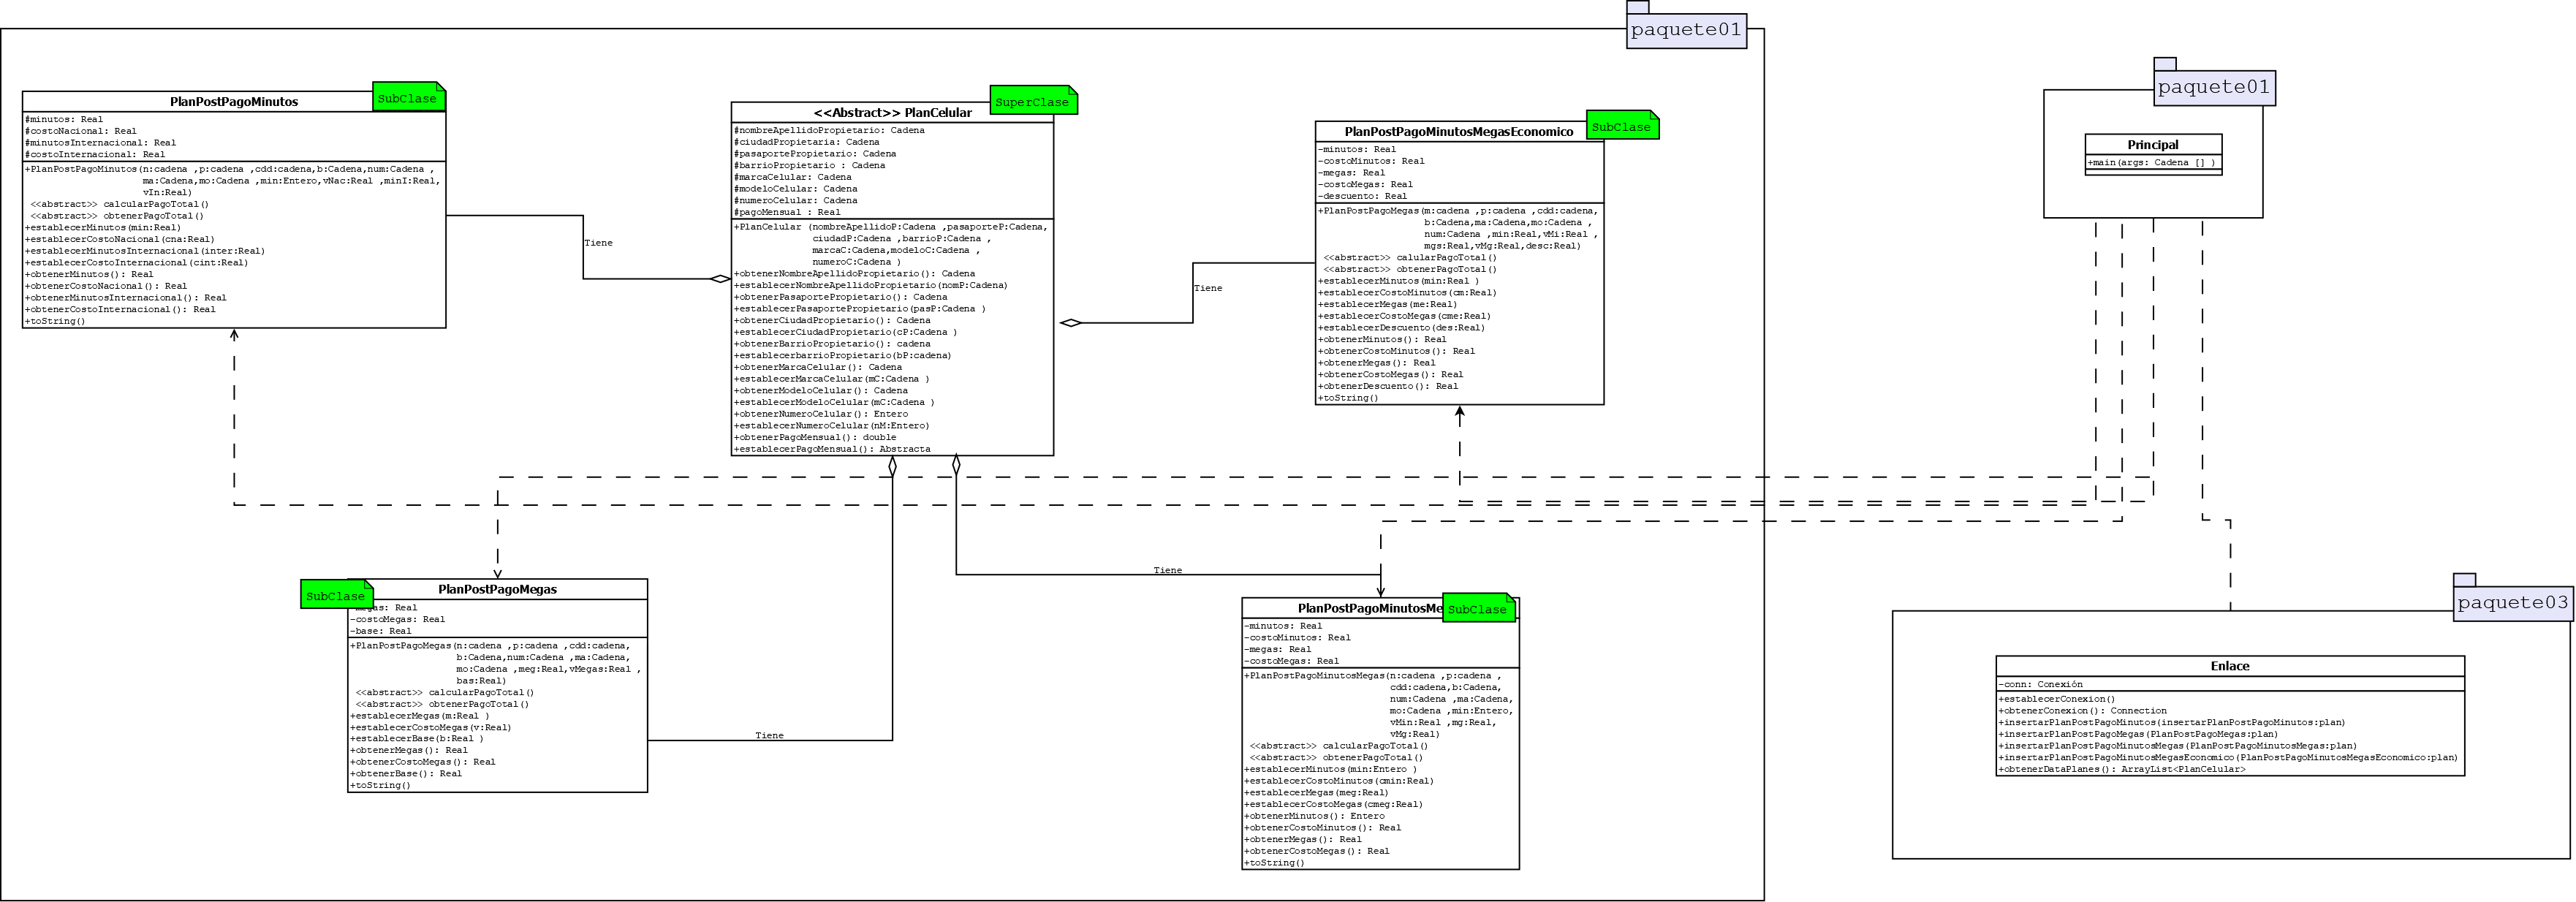 paquete01
PlanPostPagoMinutos
SubClase
#minutos: Real
#costoNacional: Real
#minutosInternacional: Real
#costoInternacional: Real
+PlanPostPagoMinutos(n:cadena ,p:cadena ,cdd:cadena,b:Cadena,num:Cadena ,
ma:Cadena,mo:Cadena ,min:Entero,vNac:Real ,minI:Real,
vIn:Real)
<<abstract>> calcularPagoTotal()
<<abstract>> obtenerPagoTotal()
+establecerMinutos(min:Real)
+establecerCostoNacional(cna:Real)
+establecerMinutosInternacional(inter:Real)
+establecerCostoInternacional(cint:Real)
+obtenerMinutos(): Real
+obtenerCostoNacional(): Real
+obtenerMinutosInternacional(): Real
+obtenerCostoInternacional(): Real
+toString()
Tiene
<<Abstract>> PlanCelular
SuperClase
#nombreApellidoPropietario: Cadena
#ciudadPropietaria: Cadena
#pasaportePropietario: Cadena
#barrioPropietario : Cadena
#marcaCelular: Cadena
#modeloCelular: Cadena
#numeroCelular: Cadena
#pagoMensual : Real
+PlanCelular (nombreApellidoP:Cadena ,pasaporteP:Cadena,
ciudadP:Cadena ,barrioP:Cadena ,
marcaC:Cadena,modeloC:Cadena ,
numeroC:Cadena )
+obtenerNombreApellidoPropietario(): Cadena
+establecerNombreApellidoPropietario(nomP:Cadena)
+obtenerPasaportePropietario(): Cadena
+establecerPasaportePropietario(pasP:Cadena )
+obtenerCiudadPropietario(): Cadena
+establecerCiudadPropietario(cP:Cadena )
+obtenerBarrioPropietario(): cadena
+establecerbarrioPropietario(bP:cadena)
+obtenerMarcaCelular(): Cadena
+establecerMarcaCelular(mC:Cadena )
+obtenerModeloCelular(): Cadena
+establecerModeloCelular(mC:Cadena )
+obtenerNumeroCelular(): Entero
+establecerNumeroCelular(nM:Entero)
+obtenerPagoMensual(): double
+establecerPagoMensual(): Abstracta
Tiene
PlanPostPagoMinutosMegasEconomico
SubClase
-minutos: Real
-costoMinutos: Real
-megas: Real
-costoMegas: Real
-descuento: Real
+PlanPostPagoMegas(m:cadena ,p:cadena ,cdd:cadena,
b:Cadena,ma:Cadena,mo:Cadena ,
num:Cadena ,min:Real,vMi:Real ,
mgs:Real,vMg:Real,desc:Real)
<<abstract>> calularPagoTotal()
<<abstract>> obtenerPagoTotal()
+establecerMinutos(min:Real )
+establecerCostoMinutos(cm:Real)
+establecerMegas(me:Real)
+establecerCostoMegas(cme:Real)
+establecerDescuento(des:Real)
+obtenerMinutos(): Real
+obtenerCostoMinutos(): Real
+obtenerMegas(): Real
+obtenerCostoMegas(): Real
+obtenerDescuento(): Real
+toString()
paquete01
Principal
+main(args: Cadena [] )
SubClase
PlanPostPagoMegas
-megas: Real
-costoMegas: Real
-base: Real
+PlanPostPagoMegas(n:cadena ,p:cadena ,cdd:cadena,
b:Cadena,num:Cadena ,ma:Cadena,
mo:Cadena ,meg:Real,vMegas:Real ,
bas:Real)
<<abstract>> calcularPagoTotal()
<<abstract>> obtenerPagoTotal()
+establecerMegas(m:Real )
+establecerCostoMegas(v:Real)
+establecerBase(b:Real )
+obtenerMegas(): Real
+obtenerCostoMegas(): Real
+obtenerBase(): Real
+toString()
Tiene
Tiene
PlanPostPagoMinutosMe
SubClase
-minutos: Real
-costoMinutos: Real
-megas: Real
-costoMegas: Real
+PlanPostPagoMinutosMegas(n:cadena ,p:cadena ,
cdd:cadena,b:Cadena,
num:Cadena ,ma:Cadena,
mo:Cadena ,min:Entero,
vMin:Real ,mg:Real,
vMg:Real)
<<abstract>> calcularPagoTotal()
<<abstract>> obtenerPagoTotal()
+establecerMinutos(min:Entero )
+establecerCostoMinutos(cmin:Real)
+establecerMegas(meg:Real)
+establecerCostoMegas(cmeg:Real)
+obtenerMinutos(): Entero
+obtenerCostoMinutos(): Real
+obtenerMegas(): Real
+obtenerCostoMegas(): Real
+toString()
paquete03
Enlace
-conn: Conexión
+establecerConexion()
+obtenerConexion(): Connection
+insertarPlanPostPagoMinutos(insertarPlanPostPagoMinutos:plan)
+insertarPlanPostPagoMegas(PlanPostPagoMegas:plan)
+insertarPlanPostPagoMinutosMegas(PlanPostPagoMinutosMegas:plan)
+insertarPlanPostPagoMinutosMegasEconomico(PlanPostPagoMinutosMegasEconomico:plan)
+obtenerDataPlanes(): ArrayList<PlanCelular>